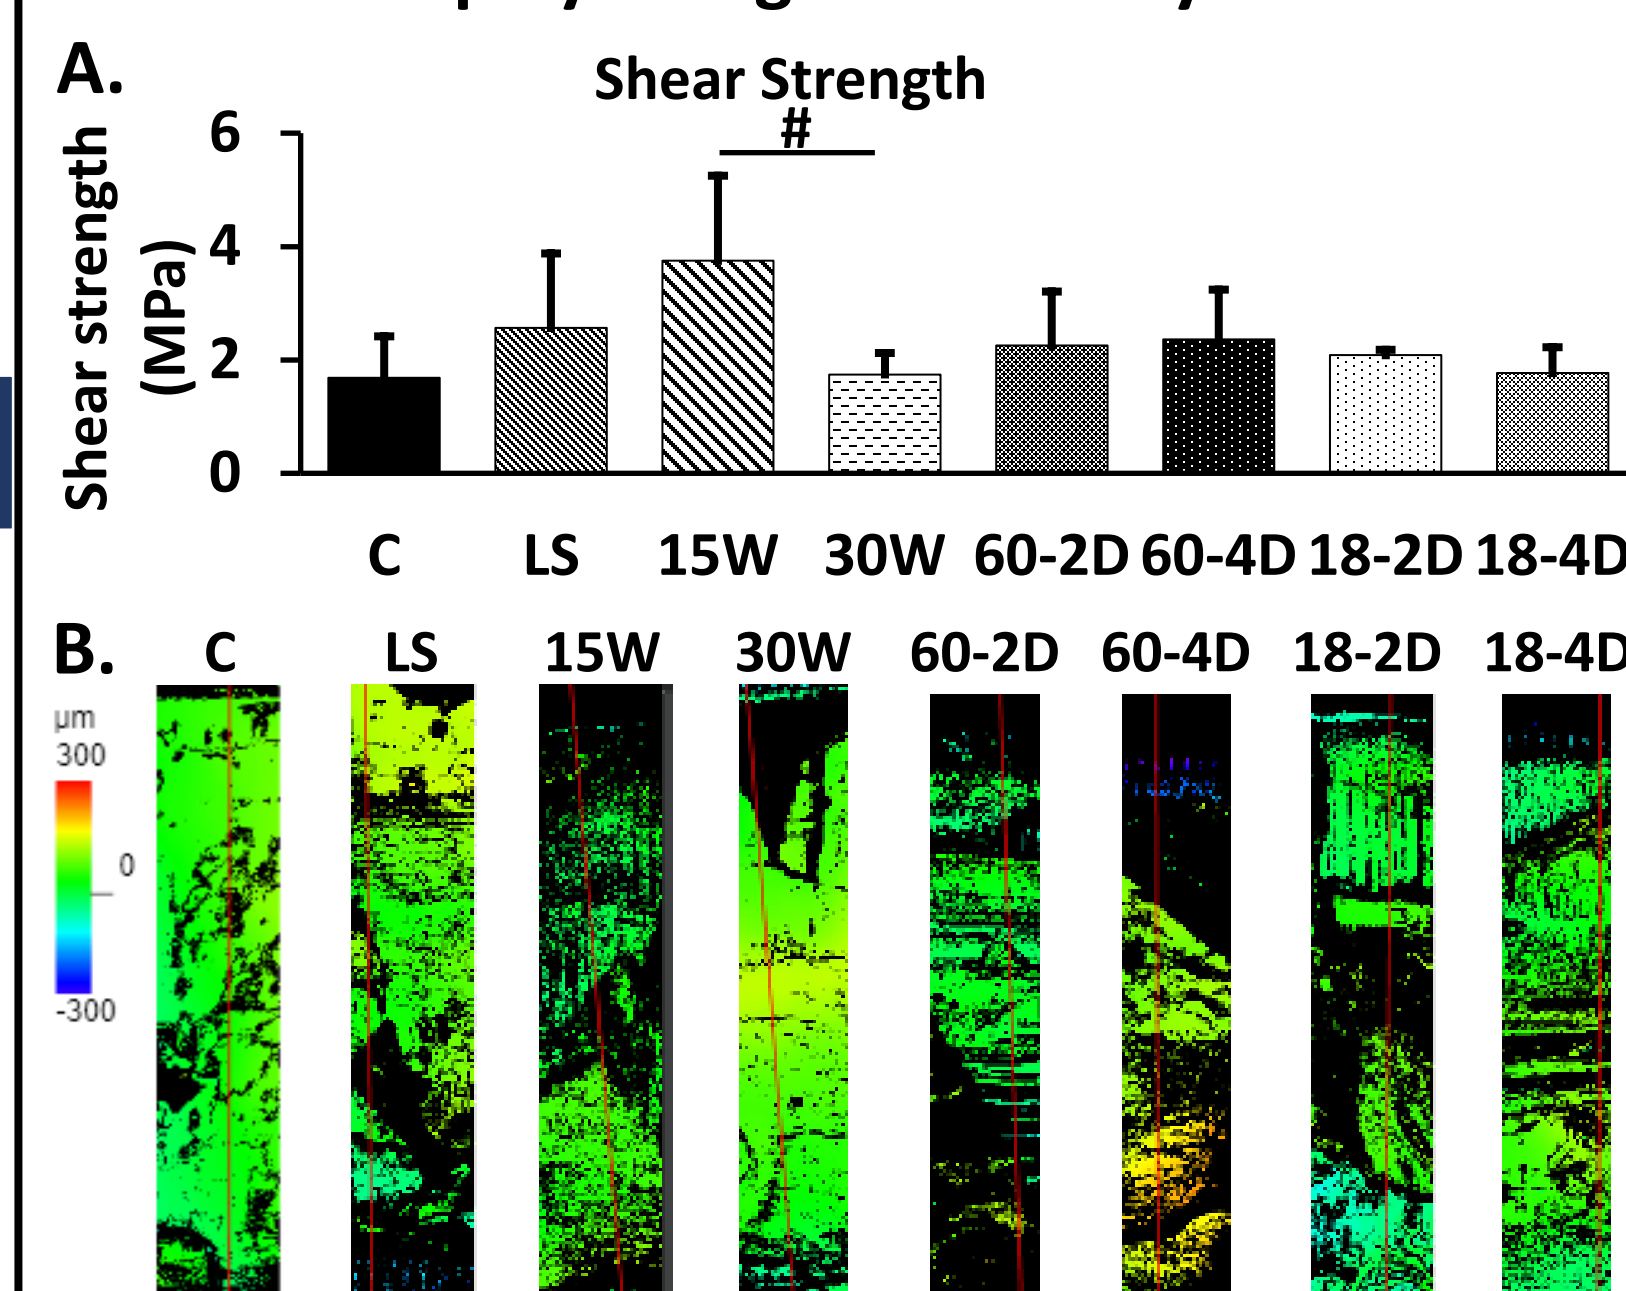 A.
Shear Strength
#
Shear strength
(MPa)
6
4
2
0
C LS 15W 30W 60-2D 60-4D 18-2D 18-4D
B.
C LS 15W 30W 60-2D 60-4D 18-2D 18-4D
µm
300
0
-300